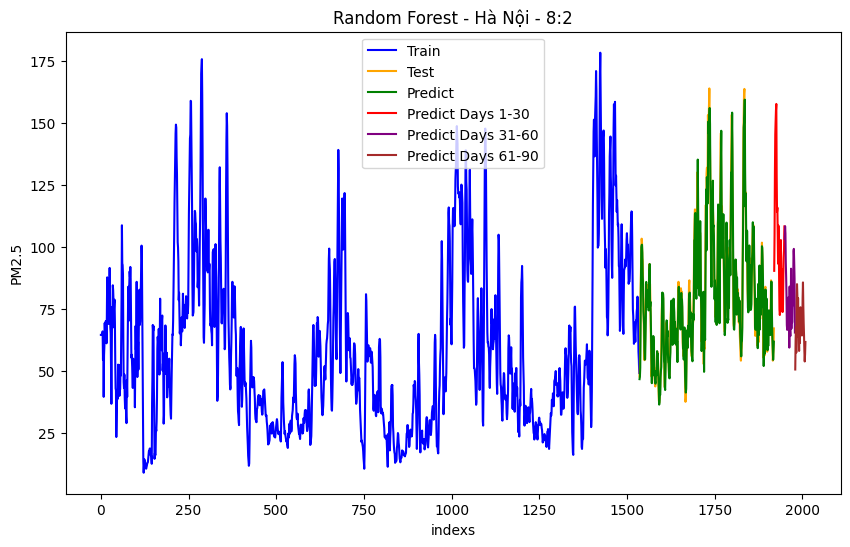 Random Forest - Hà Nội - 8:2
Train
Test
Predict
Predict Days 1-30
Predict Days 31-60
Predict Days 61-90
PM2.5
175
150
125
100
75
50
25
0
250
500
750
1000
1250
1500
1750
2000
indexs